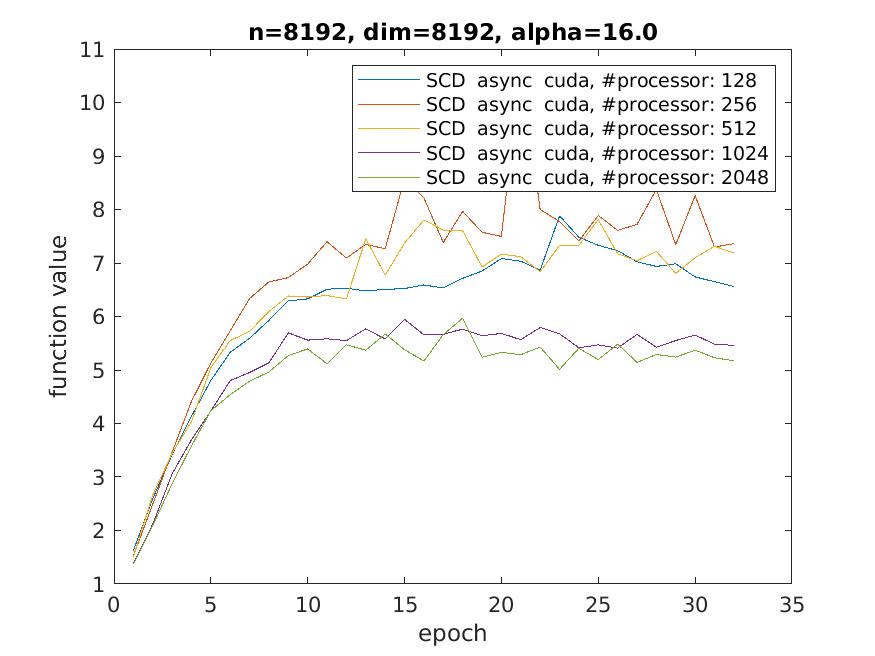 n=8192, dim=8192, alpha=16.0
SCD  async  cuda, #processor: 128
SCD  async  cuda, #processor: 256
SCD  async  cuda, #processor: 512
SCD  async  cuda, #processor: 1024
SCD  async  cuda, #processor: 2048
function value
11
10
9
8
7
6
5
4
3
2
1
0 5 10 15 20 25 30 35
epoch